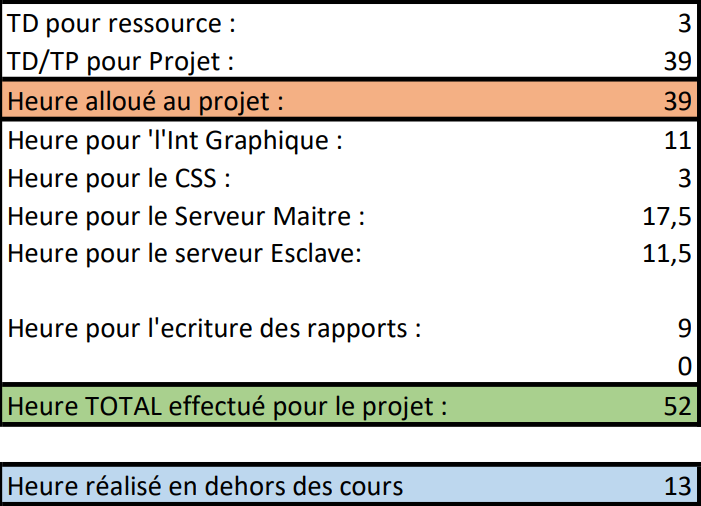 TD pour ressource : 3
TD/TP pour Projet : 39
Heure alloué au projet : 39
Heure pour 'l'Int Graphique : 11
Heure pour le CSS : 3
Heure pour le Serveur Maitre : 17,5
Heure pour le serveur Esclave: 11,5
Heure pour l'ecriture des rapports : 9
0
Heure TOTAL effectué pour le projet : 52
Heure réalisé en dehors des cours 13